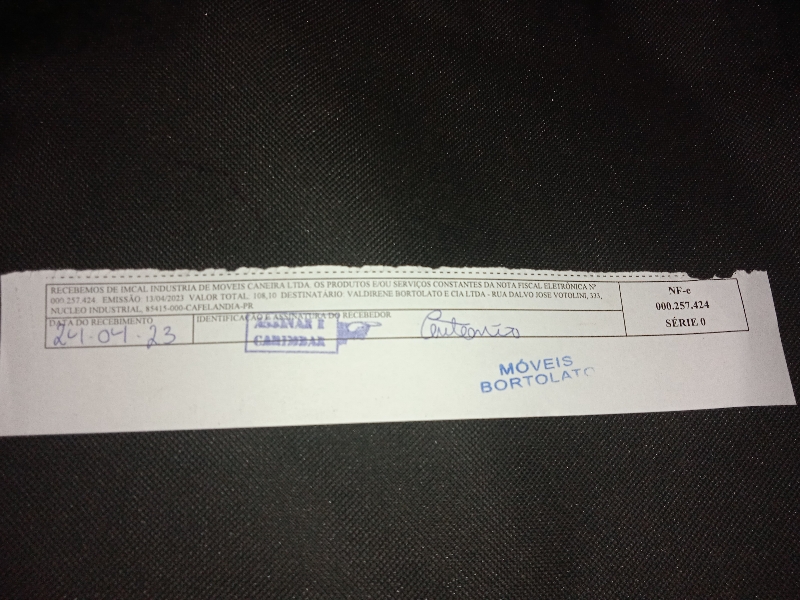 RECEBEMOS DE IMCAL INDUSTRIA DE MOVEIS CANEIRA LTDA. OS PRODUTOS E/OU SERVIÇOS CONSTANTES DA NOTA FISCAL ELETRÔNICA Nº
000.257.424 EMISSÃO: 13/04/2023 VALOR TOTAL: 108,10 DESTINATÁRIO: VALDIRENE BORTOLATO E CIA LTDA - RUA DALVO JOSE VOTOLINI, 333,
NUCLEO INDUSTRIAL, 85415-000-CAFELANDIA-PR
NF-e
000.257.424
SÉRIE 0
DATA DO RECEBIMENTO
24-04-23
IDENTIFICAÇÃO E ASSINATURA DO RECEBEDOR
ASSINAR E
CARIMBAR
MÓVEIS
BORTOLATO